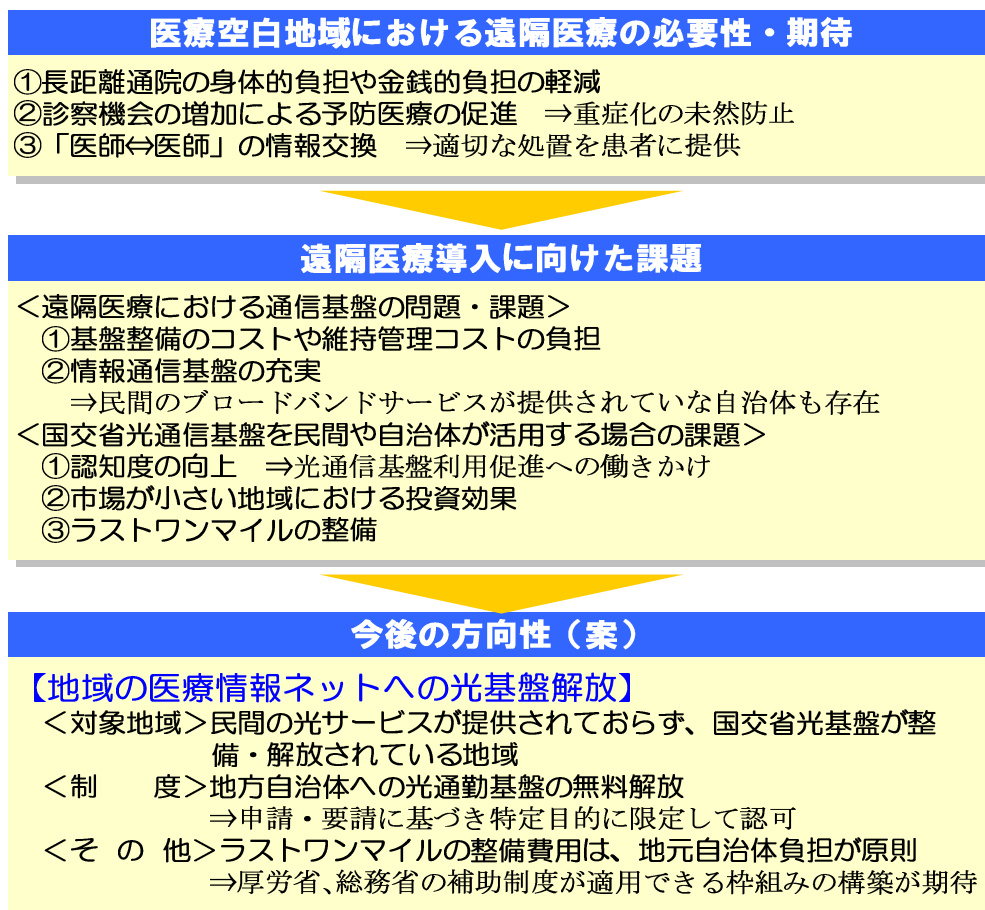 医療空白地域における遠隔医療の必要性・期待
①長距離通院の身体的負担や金銭的負担の軽減
②診察機会の増加による予防医療の促進　⇒重症化の未然防止
③「医師⇔医師」の情報交換　⇒適切な処置を患者に提供
遠隔医療導入に向けた課題
＜遠隔医療における通信基盤の問題・課題＞
①基盤整備のコストや維持管理コストの負担
②情報通信基盤の充実
⇒民間のブロードバンドサービスが提供されていな自治体も存在
＜国交省光通信基盤を民間や自治体が活用する場合の課題＞
①認知度の向上　⇒光通信基盤利用促進への働きかけ
②市場が小さい地域における投資効果
③ラストワンマイルの整備
今後の方向性（案）
【地域の医療情報ネットへの光基盤解放】
＜対象地域＞民間の光サービスが提供されておらず、国交省光基盤が整
備・解放されている地域
＜制　　度＞地方自治体への光通勤基盤の無料解放
⇒申請・要請に基づき特定目的に限定して認可
＜そ の 他＞ラストワンマイルの整備費用は、地元自治体負担が原則
⇒厚労省、総務省の補助制度が適用できる枠組みの構築が期待